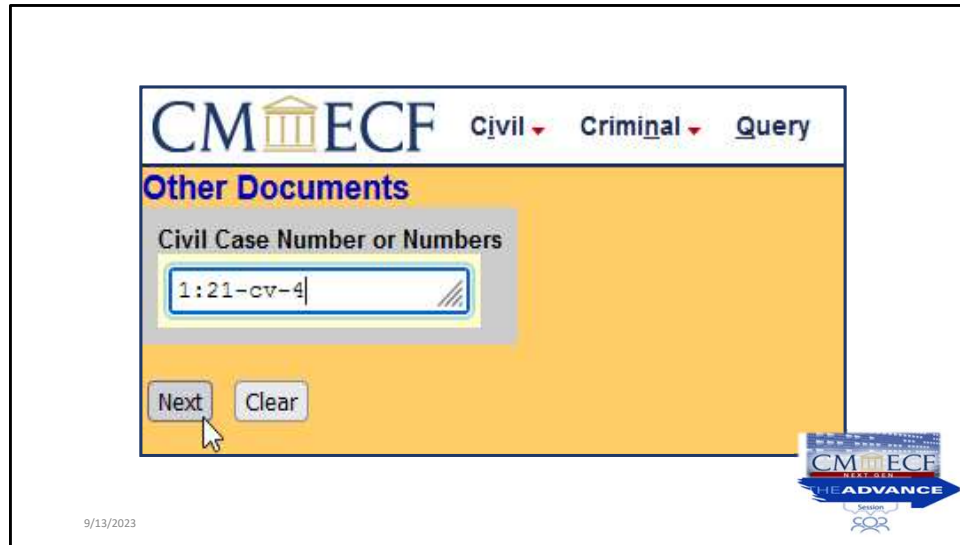 CM ECF Civil Criminal Query
Other Documents
Civil Case Number or Numbers
1:21-cv-4
Next Clear
CM ECF
NEXT GEN
THE ADVANCE
Session
9/13/2023